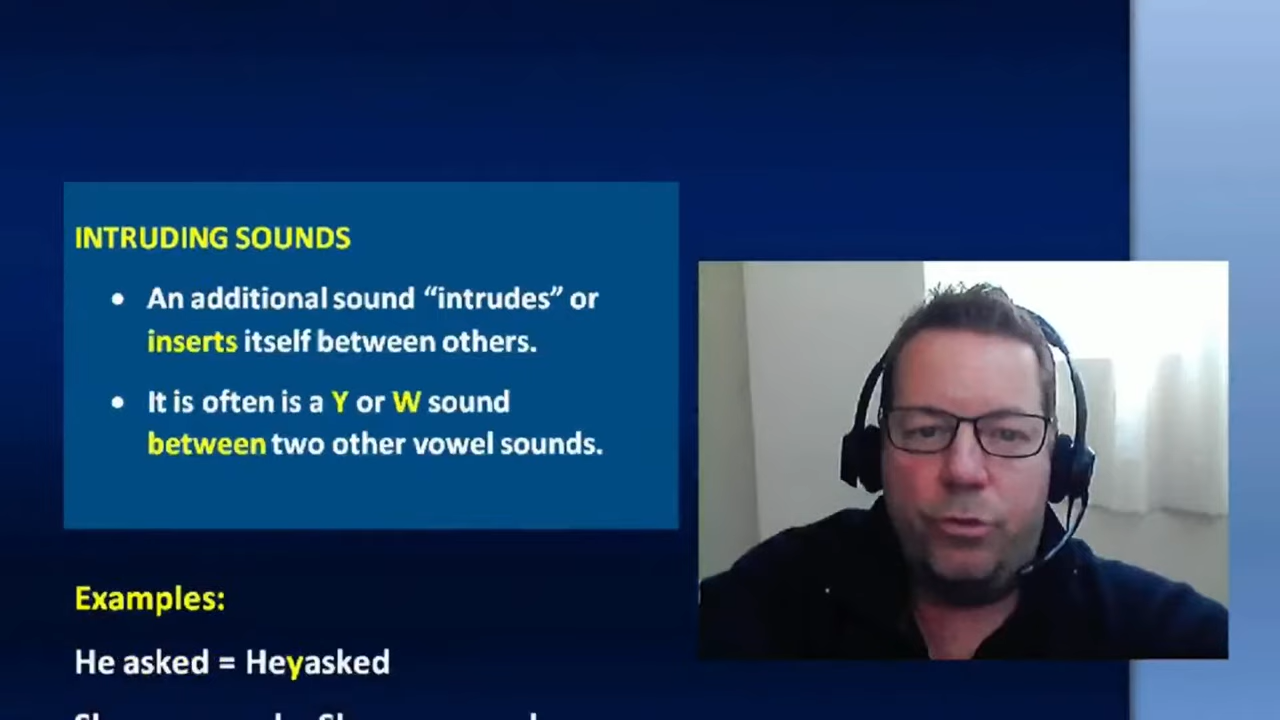 INTRUDING SOUNDS
• An additional sound “intrudes” or
inserts itself between others.
• It is often is a Y or W sound
between two other vowel sounds.
Examples:
He asked = Heyasked